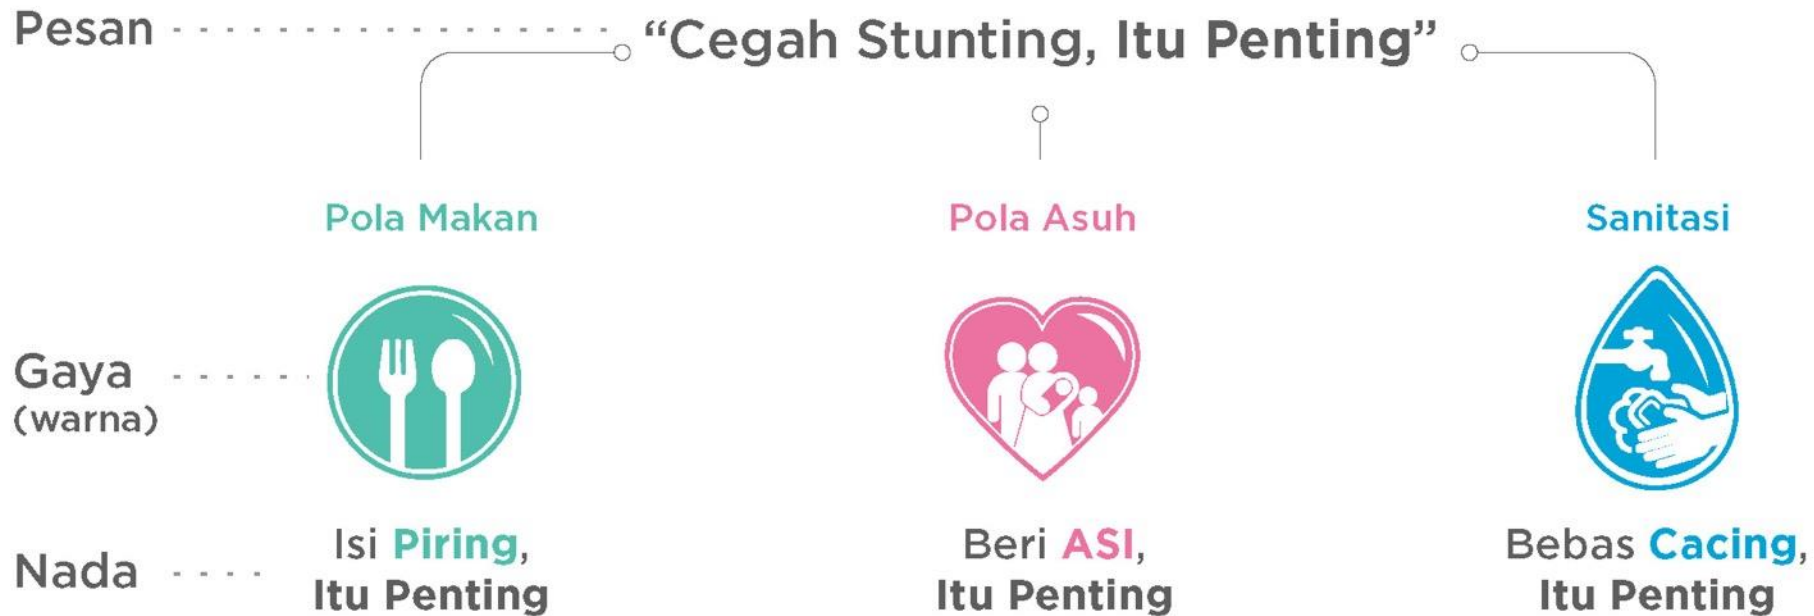 Pesan
“Cegah Stunting, Itu Penting”
Pola Makan
Pola Asuh
Sanitasi
Gaya
(warna)
Nada
Isi Piring,
Itu Penting
Beri ASI,
Itu Penting
Bebas Cacing,
Itu Penting